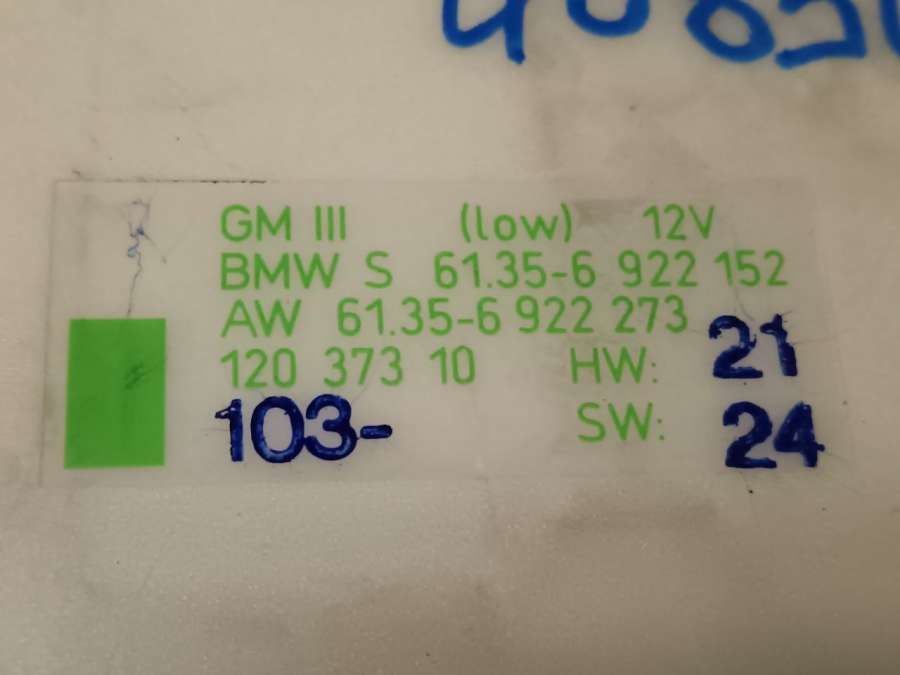 GM III (low) 12V
BMW S 61.35-6 922 152
AW 61.35-6 922 273
120 373 10 HW: 21
103- SW: 24